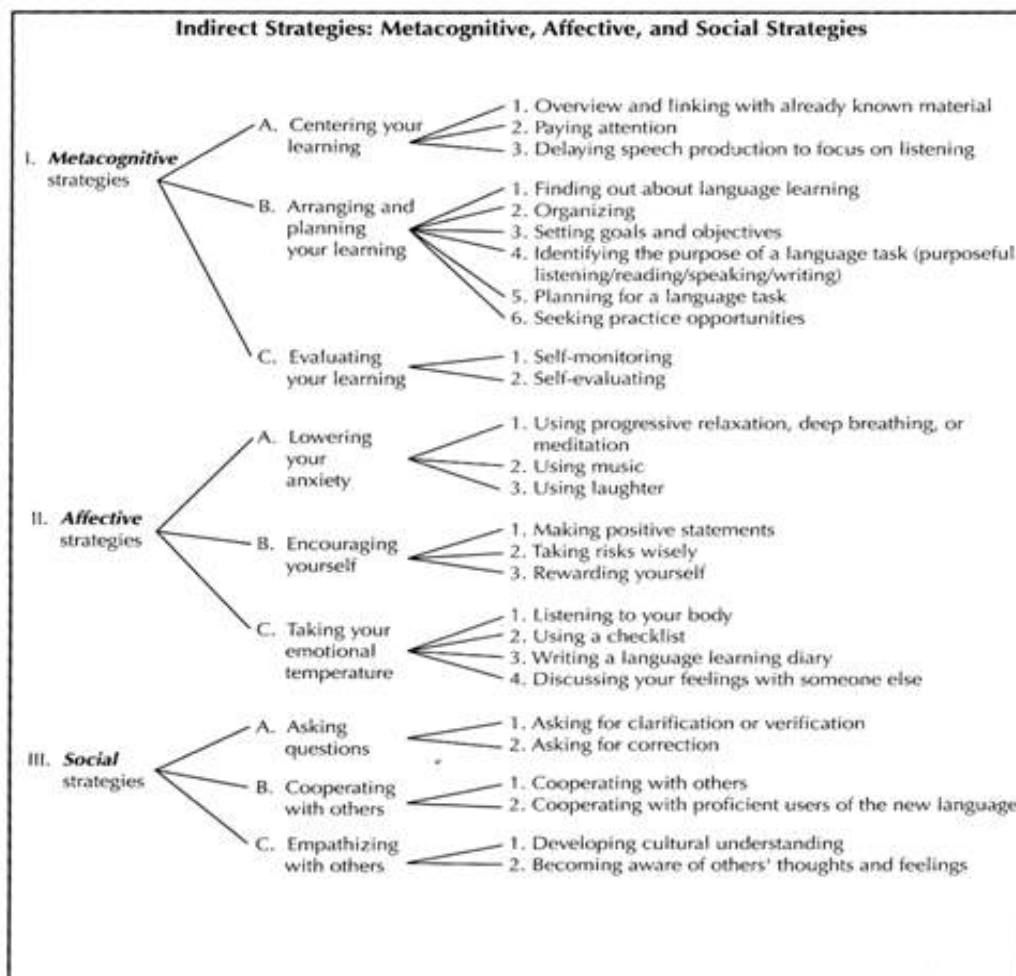 Indirect Strategies: Metacognitive, Affective, and Social Strategies
I. Metacognitive
strategies
A. Centering your
learning
1. Overview and linking with already known material
2. Paying attention
3. Delaying speech production to focus on listening
B. Arranging and
planning
your learning
1. Finding out about language learning
2. Organizing
3. Setting goals and objectives
4. Identifying the purpose of a language task (purposeful
listening/reading/speaking/writing)
5. Planning for a language task
6. Seeking practice opportunities
C. Evaluating
your learning
1. Self-monitoring
2. Self-evaluating
II. Affective
strategies
A. Lowering
your
anxiety
1. Using progressive relaxation, deep breathing, or
meditation
2. Using music
3. Using laughter
B. Encouraging
yourself
1. Making positive statements
2. Taking risks wisely
3. Rewarding yourself
C. Taking your
emotional
temperature
1. Listening to your body
2. Using a checklist
3. Writing a language learning diary
4. Discussing your feelings with someone else
III. Social
strategies
A. Asking
questions
1. Asking for clarification or verification
2. Asking for correction
B. Cooperating
with others
1. Cooperating with others
2. Cooperating with proficient users of the new language
C. Empathizing
with others
1. Developing cultural understanding
2. Becoming aware of others' thoughts and feelings